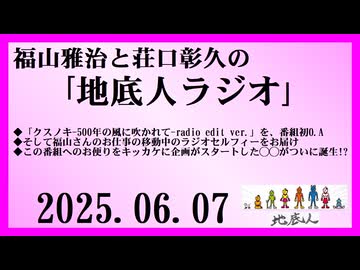 福山雅治と荘口彰久の
「地底人ラジオ」
◆「クスノキ-500年の風に吹かれて-radio edit ver.」を、番組初O.A
◆そして福山さんのお仕事の移動中のラジオセルフィーをお届け
◆この番組へのお便りをキッカケに企画がスタートした◯◯がついに誕生!?
2025.06.07
地底人